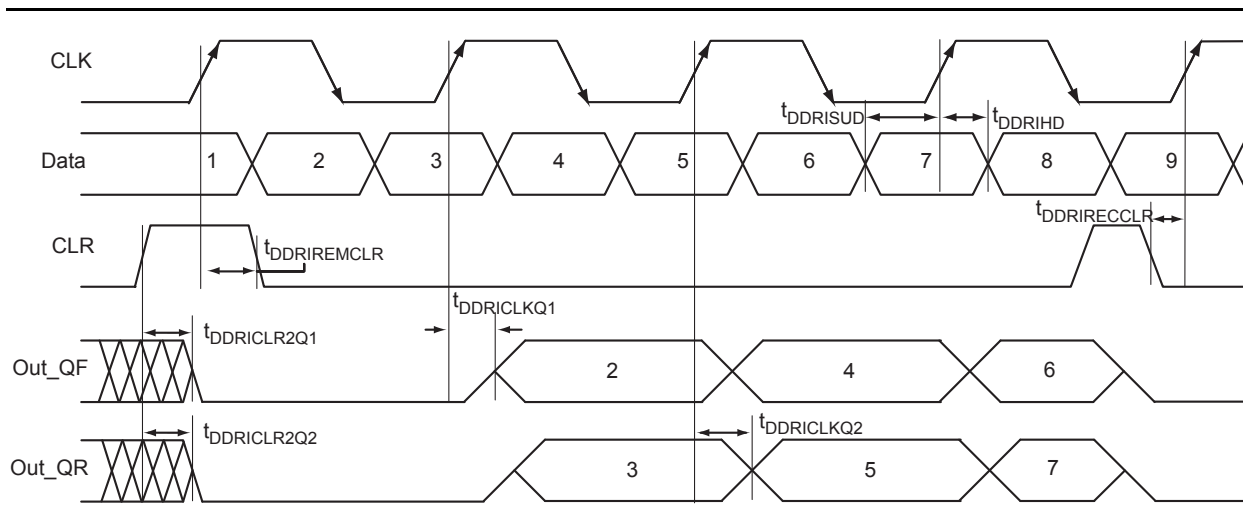 CLK
tDDRISUD
tDDRIHD
Data
1 2 3 4 5 6 7 8 9
tDDRIRECCLR
CLR
tDDRIREMCLR
tDDRICLKQ1
tDDRICLR2Q1
Out_QF
2 4 6
tDDRICLR2Q2
tDDRICLKQ2
Out_QR
3 5 7